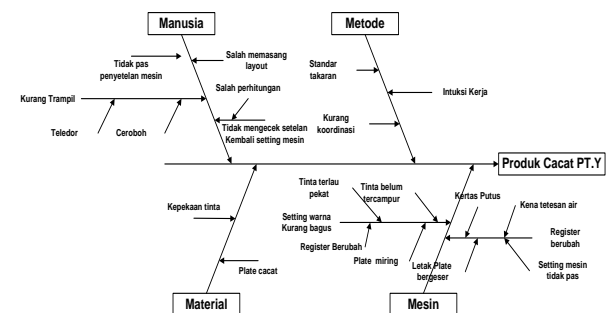 Manusia
Metode
Tidak pas
penyetelan mesin
Salah memasang
layout
Salah perhitungan
Kurang Trampil
Teledor
Ceroboh
Tidak mengecek setelan
Kembali setting mesin
Standar
takaran
Intuksi Kerja
Kurang
koordinasi
Produk Cacat PT.Y
Kepekaan tinta
Plate cacat
Tinta terlau
pekat
Tinta belum
tercampur
Kertas Putus
Kena tetesan air
Setting warna
Kurang bagus
Register Berubah
Plate miring
Letak Plate
bergeser
Register
berubah
Setting mesin
tidak pas
Material
Mesin